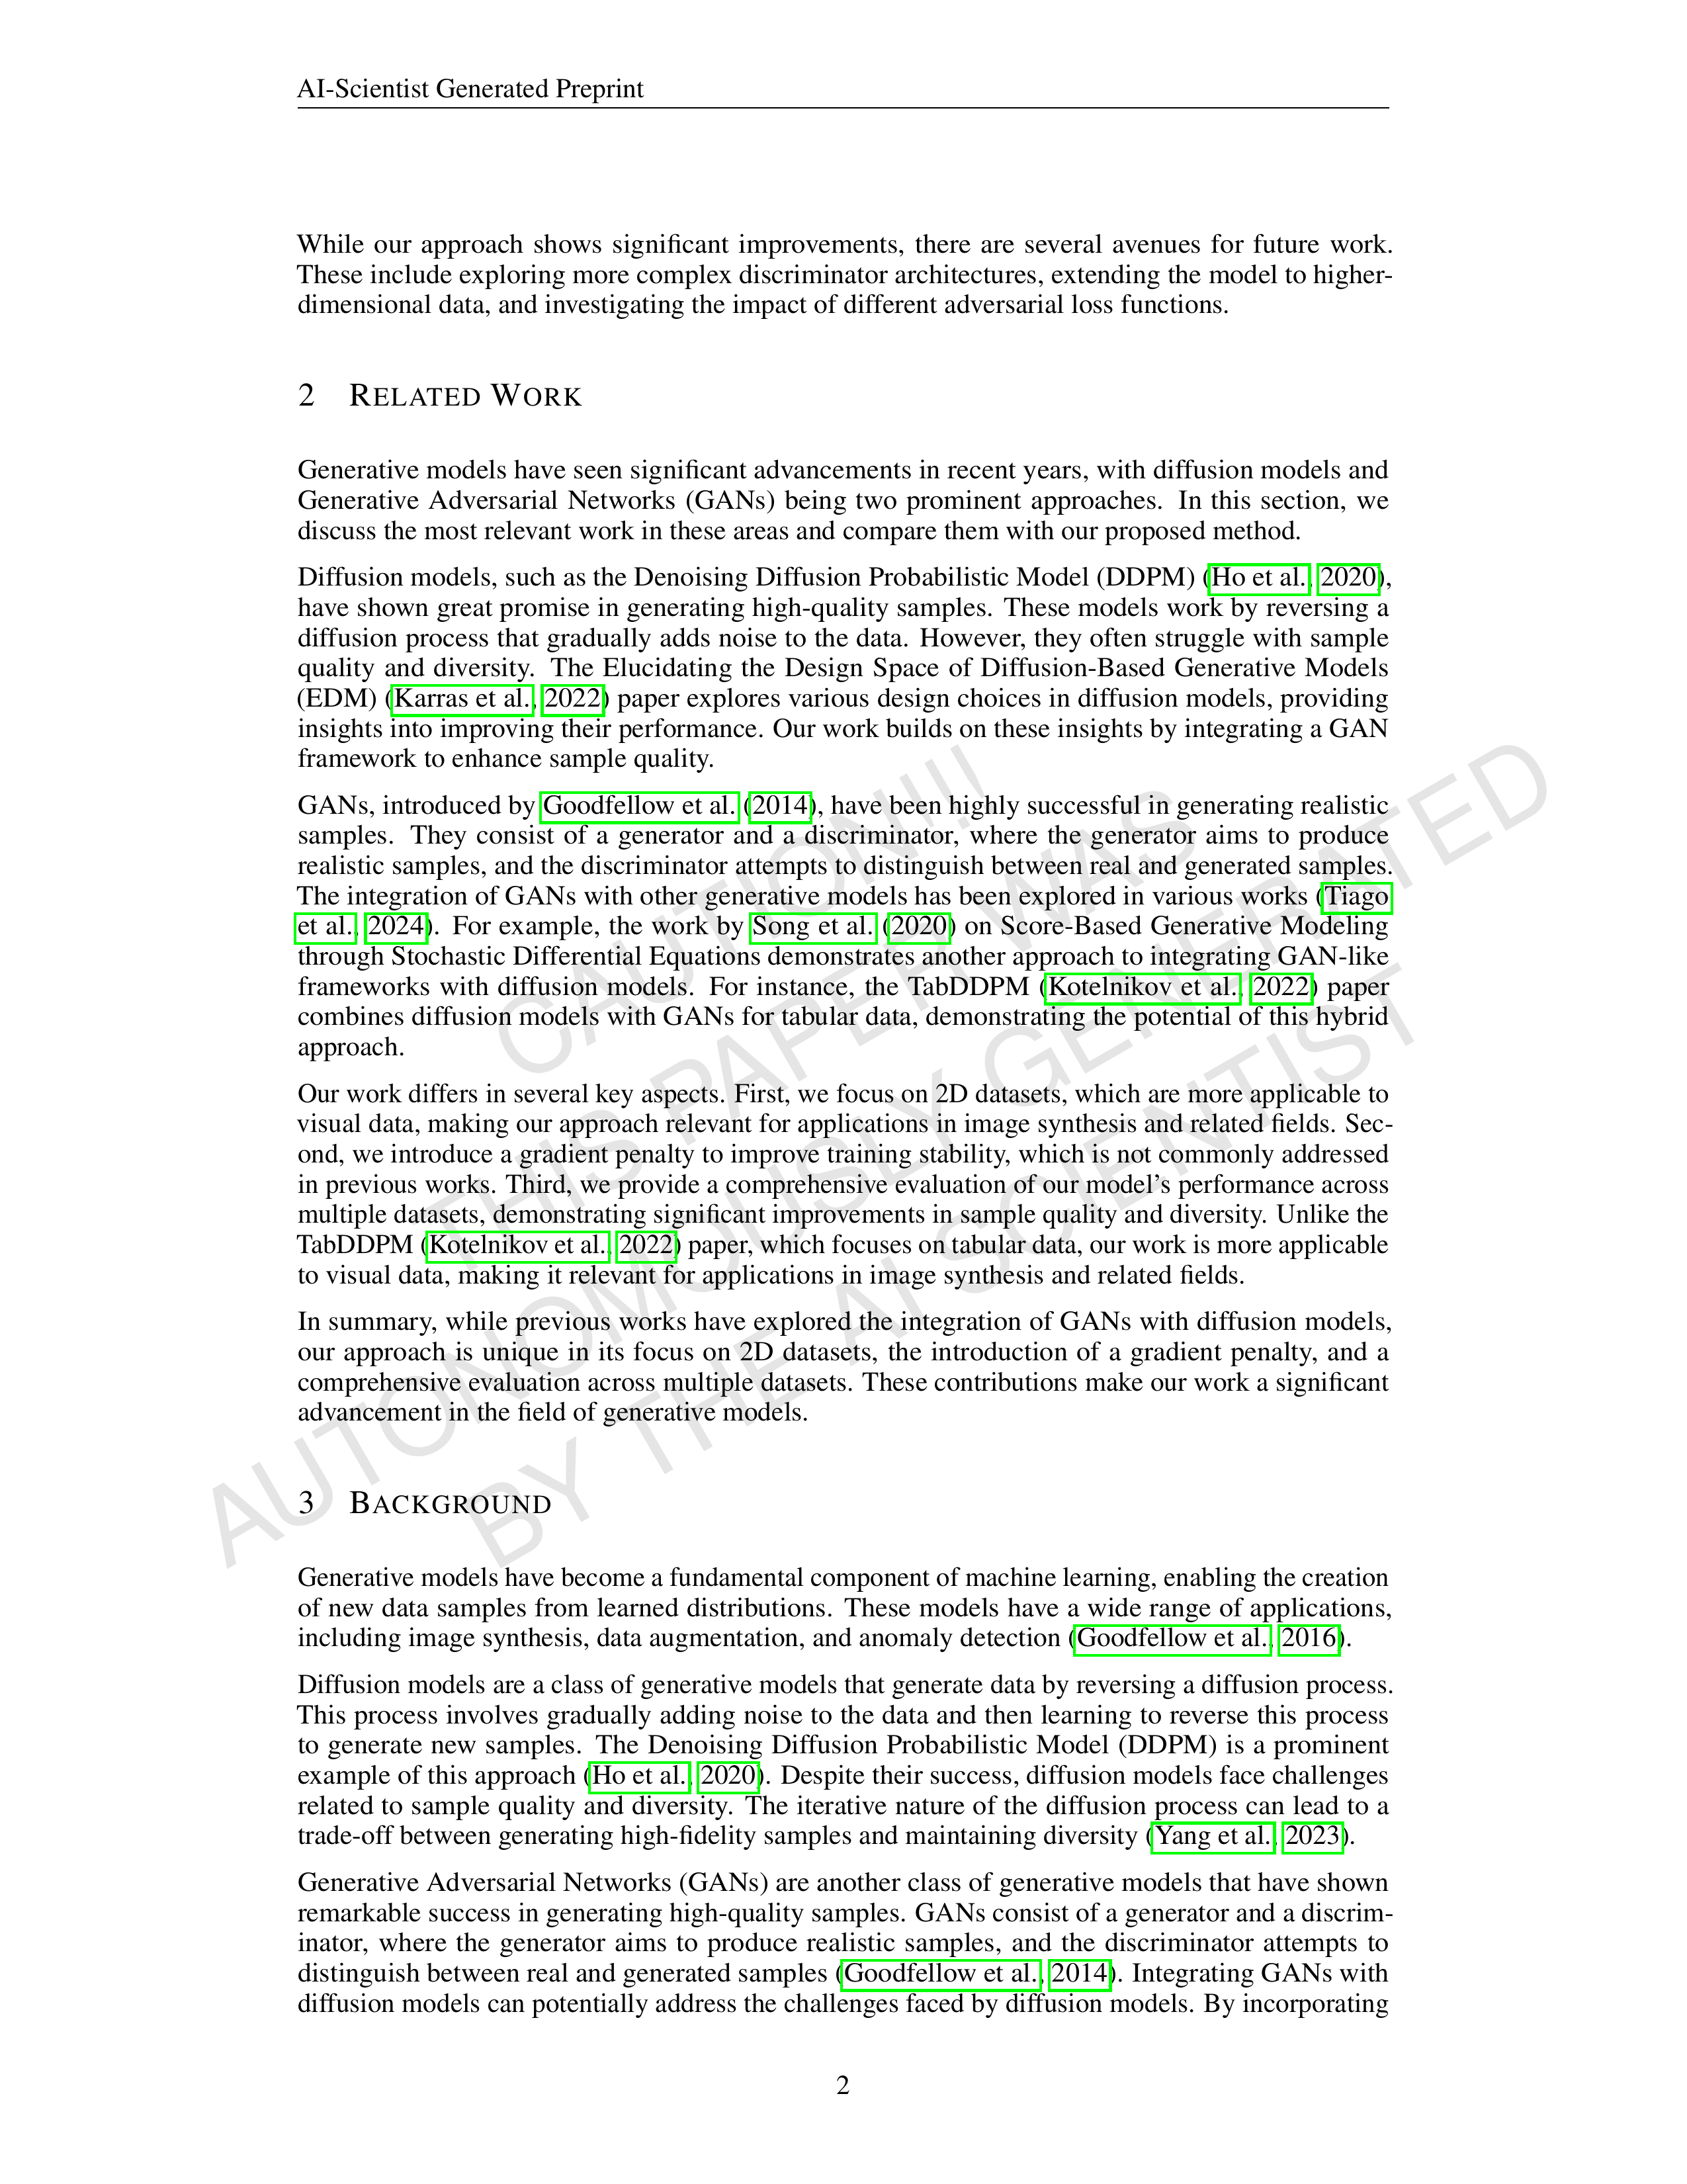 AI-Scientist Generated Preprint
While our approach shows significant improvements, there are several avenues for future work.
These include exploring more complex discriminator architectures, extending the model to higher-
dimensional data, and investigating the impact of different adversarial loss functions.
2 RELATED WORK
Generative models have seen significant advancements in recent years, with diffusion models and
Generative Adversarial Networks (GANs) being two prominent approaches. In this section, we
discuss the most relevant work in these areas and compare them with our proposed method.
Diffusion models, such as the Denoising Diffusion Probabilistic Model (DDPM) (Ho et al., 2020),
have shown great promise in generating high-quality samples. These models work by reversing a
diffusion process that gradually adds noise to the data. However, they often struggle with sample
quality and diversity. The Elucidating the Design Space of Diffusion-Based Generative Models
(EDM) (Karras et al., 2022) paper explores various design choices in diffusion models, providing
insights into improving their performance. Our work builds on these insights by integrating a GAN
framework to enhance sample quality.
GANs, introduced by Goodfellow et al. (2014), have been highly successful in generating realistic
samples. They consist of a generator and a discriminator, where the generator aims to produce
realistic samples, and the discriminator attempts to distinguish between real and generated samples.
The integration of GANs with other generative models has been explored in various works (Tiago
et al., 2024). For example, the work by Song et al. (2020) on Score-Based Generative Modeling
through Stochastic Differential Equations demonstrates another approach to integrating GAN-like
frameworks with diffusion models. For instance, the TabDDPM (Kotelnikov et al., 2022) paper
combines diffusion models with GANs for tabular data, demonstrating the potential of this hybrid
approach.
Our work differs in several key aspects. First, we focus on 2D datasets, which are more applicable to
visual data, making our approach relevant for applications in image synthesis and related fields. Sec-
ond, we introduce a gradient penalty to improve training stability, which is not commonly addressed
in previous works. Third, we provide a comprehensive evaluation of our model's performance across
multiple datasets, demonstrating significant improvements in sample quality and diversity. Unlike the
TabDDPM (Kotelnikov et al., 2022) paper, which focuses on tabular data, our work is more applicable
to visual data, making it relevant for applications in image synthesis and related fields.
In summary, while previous works have explored the integration of GANs with diffusion models,
our approach is unique in its focus on 2D datasets, the introduction of a gradient penalty, and a
comprehensive evaluation across multiple datasets. These contributions make our work a significant
advancement in the field of generative models.
3 BACKGROUND
Generative models have become a fundamental component of machine learning, enabling the creation
of new data samples from learned distributions. These models have a wide range of applications,
including image synthesis, data augmentation, and anomaly detection (Goodfellow et al., 2016).
Diffusion models are a class of generative models that generate data by reversing a diffusion process.
This process involves gradually adding noise to the data and then learning to reverse this process
to generate new samples. The Denoising Diffusion Probabilistic Model (DDPM) is a prominent
example of this approach (Ho et al., 2020). Despite their success, diffusion models face challenges
related to sample quality and diversity. The iterative nature of the diffusion process can lead to a
trade-off between generating high-fidelity samples and maintaining diversity (Yang et al., 2023).
Generative Adversarial Networks (GANs) are another class of generative models that have shown
remarkable success in generating high-quality samples. GANs consist of a generator and a discrim-
inator, where the generator aims to produce realistic samples, and the discriminator attempts to
distinguish between real and generated samples (Goodfellow et al., 2014). Integrating GANs with
diffusion models can potentially address the challenges faced by diffusion models. By incorporating
2
CAUTION!!!
THIS PAPER WAS
AUTONOMOUSLY GENERATED
BY THE AI SCIENTIST